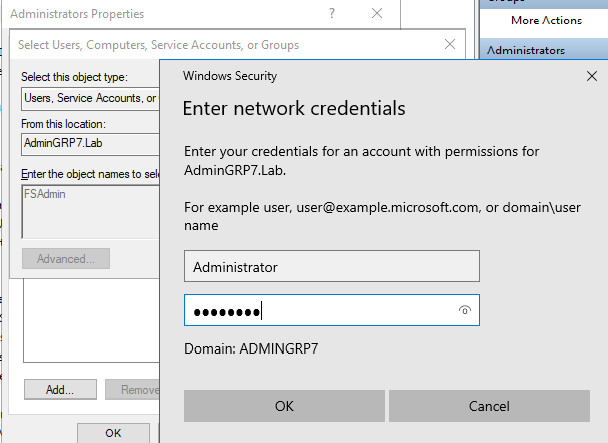 Administrators Properties
?
Groups
More Actions
Administrators
Select Users, Computers, Service Accounts, or Groups
Select this object type:
Users, Service Accounts, or
From this location:
AdminGRP7.Lab
Enter the object names to sele
FSAdmin
Advanced...
Add...
Remove
OK
Windows Security
Enter network credentials
Enter your credentials for an account with permissions for
AdminGRP7.Lab.
For example user, user@example.microsoft.com, or domain\user
name
Administrator
●●●●●●●●
Domain: ADMINGRP7
OK
Cancel